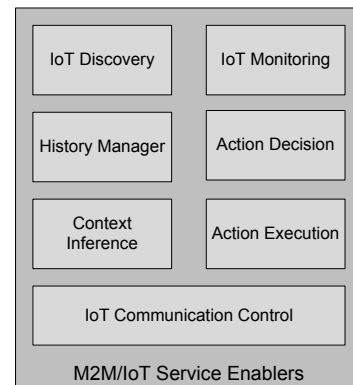 IoT Discovery
IoT Monitoring
History Manager
Action Decision
Context
Inference
Action Execution
IoT Communication Control
M2M/IoT Service Enablers